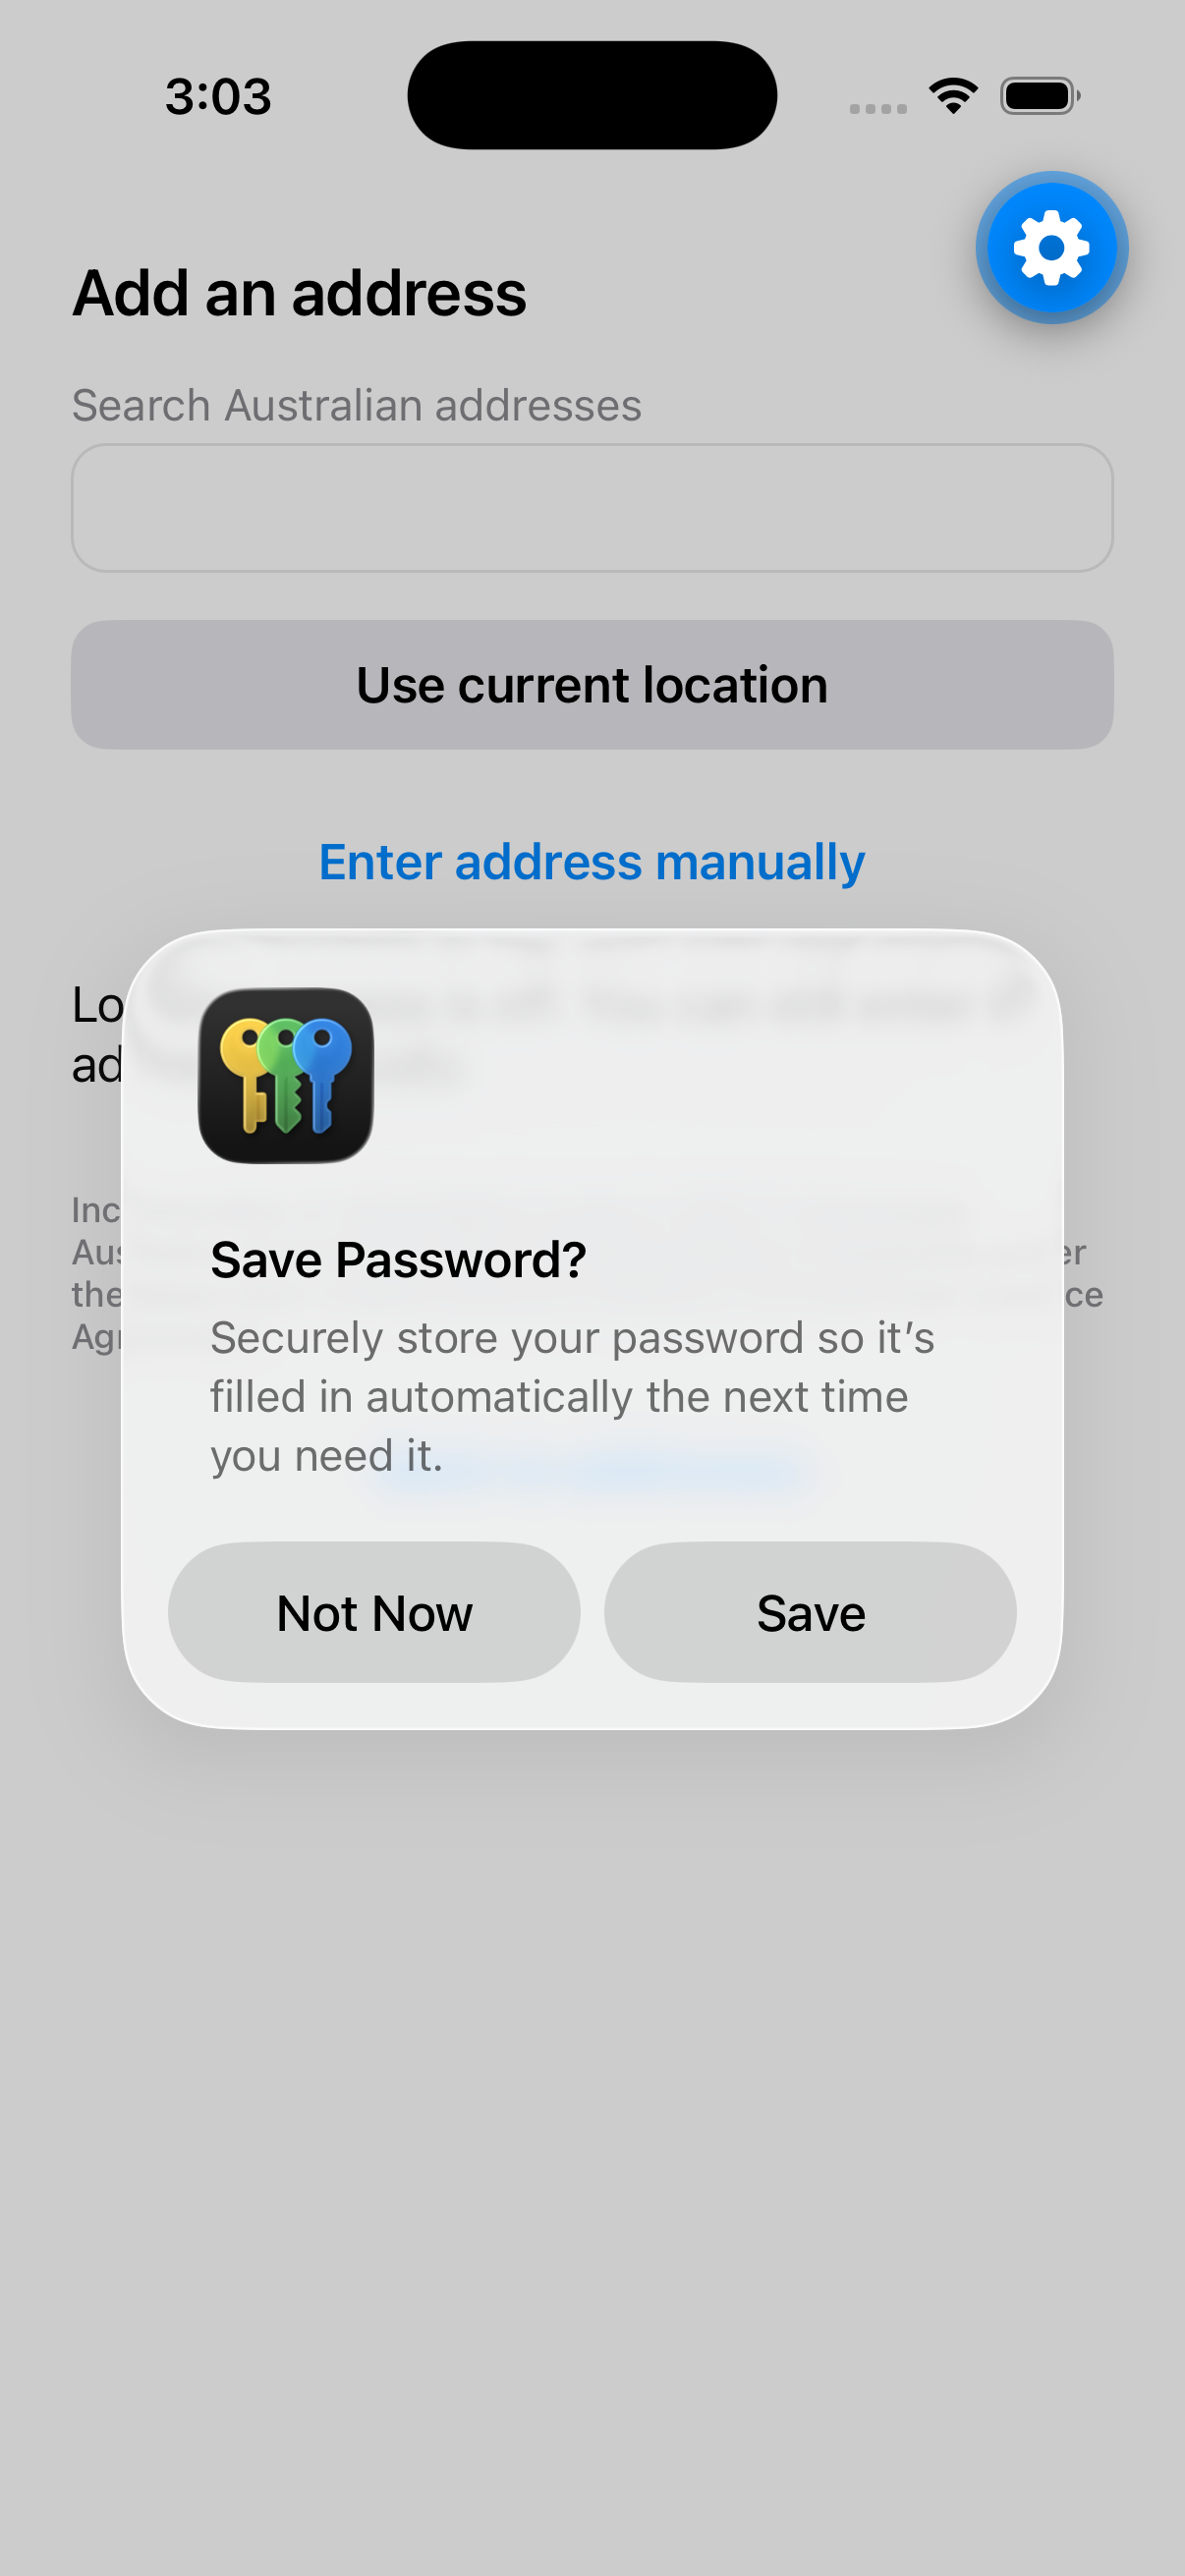 3:03
Add an address
Search Australian addresses
Use current location
Enter address manually
Save Password?
Securely store your password so it’s
filled in automatically the next time
you need it.
Not Now
Save